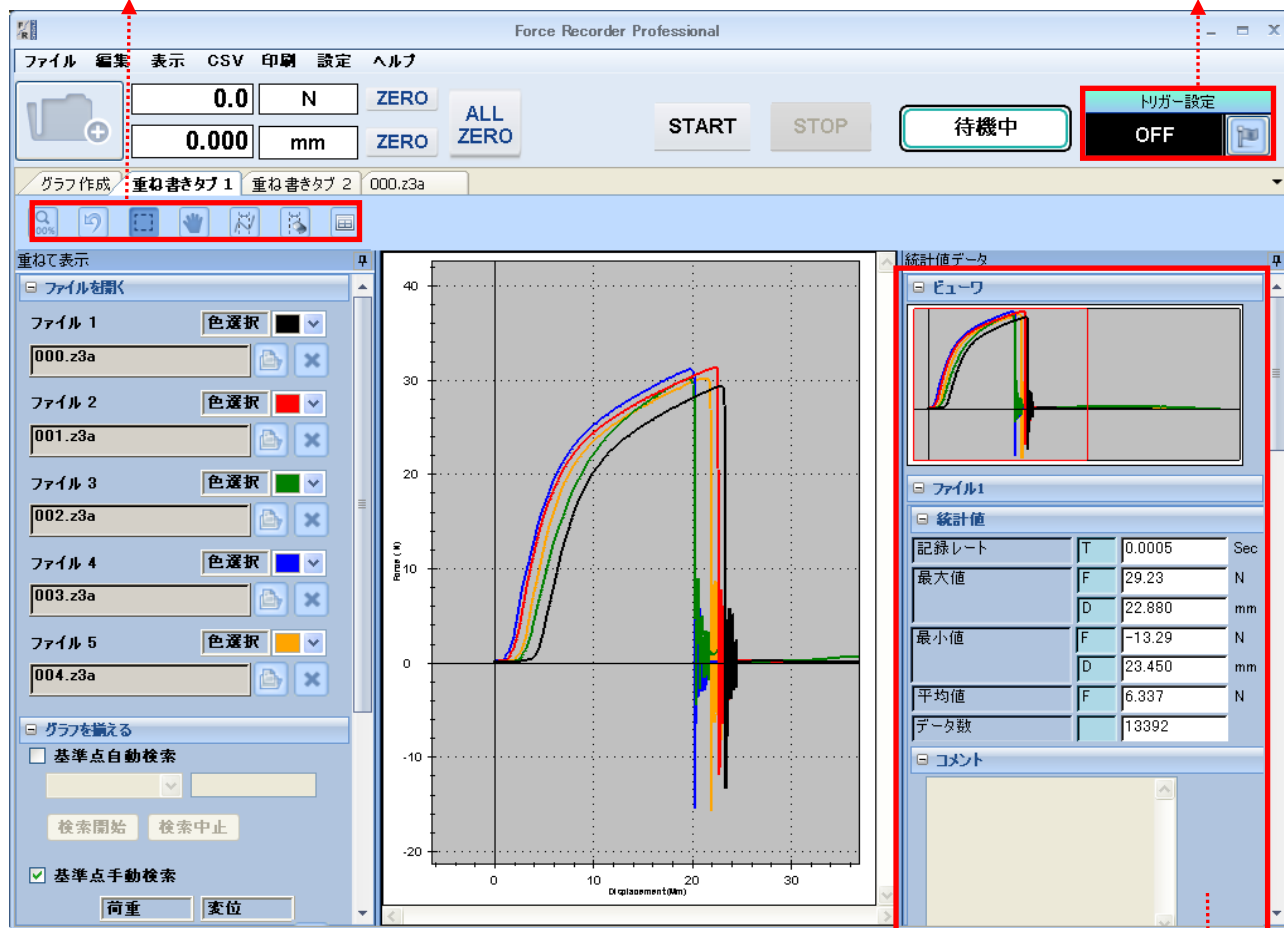 F/R
Force Recorder Professional
ファイル 編集 表示 CSV 印刷 設定 ヘルプ
0.0 N ZERO
0.000 mm ZERO
ALL ZERO
START STOP 待機中
トリガー設定
OFF
グラフ作成 重ね書きタブ 1 重ね書きタブ 2 000.z3a
100%
重ねて表示
ファイルを開く
ファイル 1 色選択
000.z3a
ファイル 2 色選択
001.z3a
ファイル 3 色選択
002.z3a
ファイル 4 色選択
003.z3a
ファイル 5 色選択
004.z3a
グラフを揃える
基準点自動検索
検索開始 検索中止
基準点手動検索
荷重 変位
40
30
20
10
0
-10
-20
Force (N)
0 10 20 30
Displacement(Mm)
統計値データ
ビューワ
ファイル1
統計値
記録レート T 0.0005 Sec
最大値 F 29.23 N
D 22.880 mm
最小値 F -13.29 N
D 23.450 mm
平均値 F 6.337 N
データ数 13392
コメント